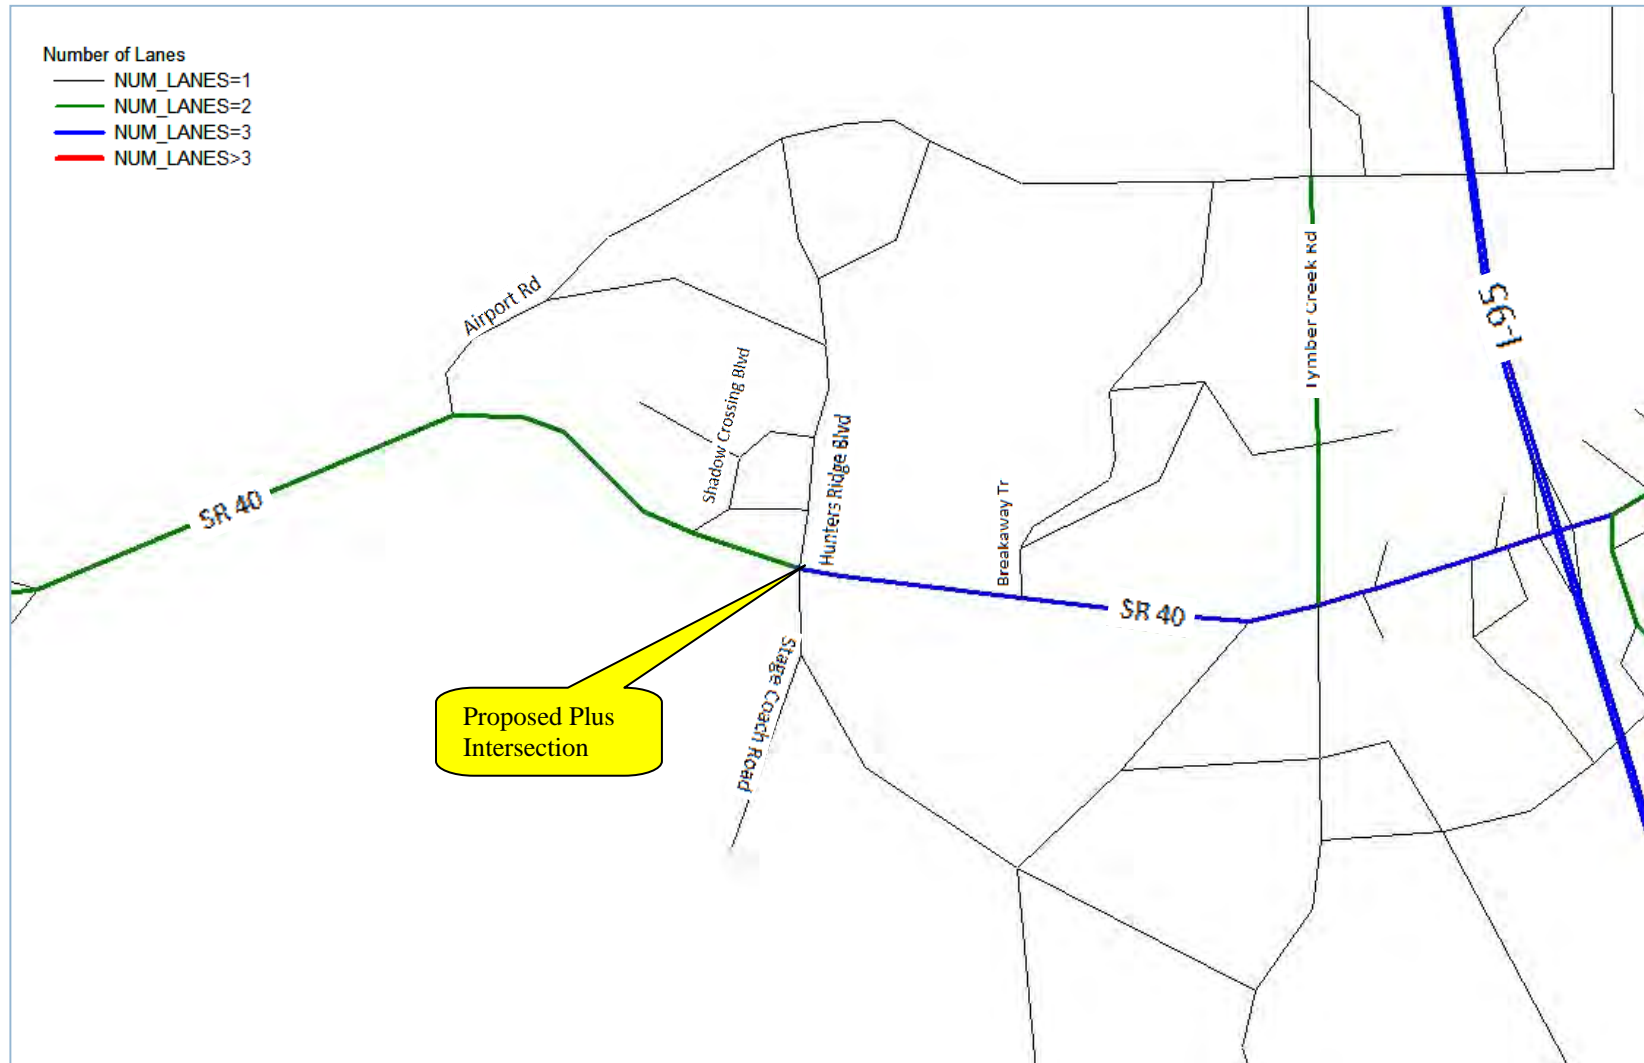 Number of Lanes
NUM_LANES=1
NUM_LANES=2
NUM_LANES=3
NUM_LANES>3
Airport Rd
Shadow Crossing Blvd
Hunters Ridge Blvd
Breakaway Tr
Tymber Creek Rd
I-95
SR 40
SR 40
Stage Coach Road
Proposed Plus
Intersection